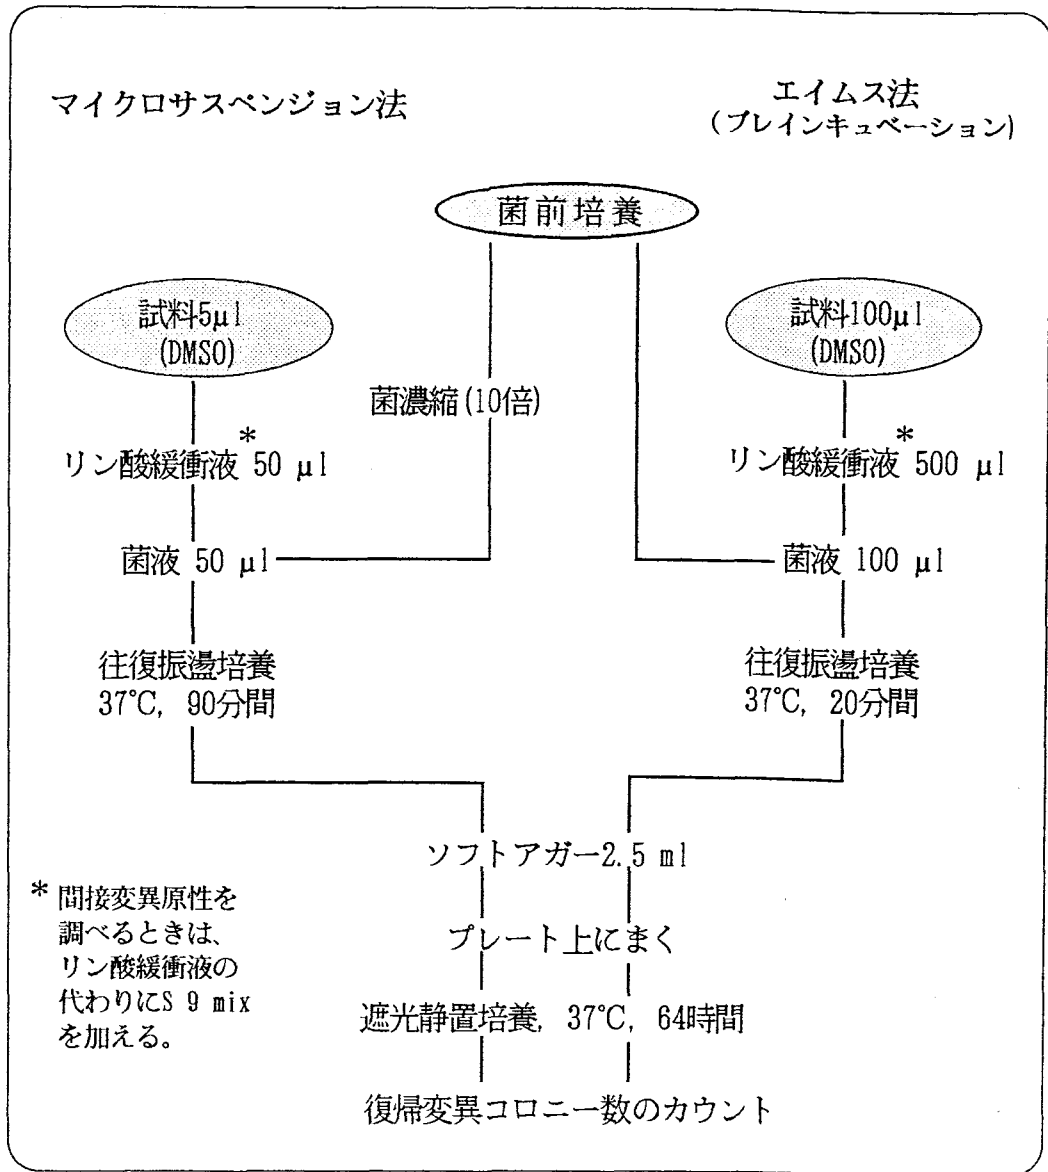 マイクロサスペンジョン法
エイムス法
(プレインキュベーション)
菌前培養
試料5μl
(DMSO)
試料100μl
(DMSO)
菌濃縮(10倍)
リン酸緩衝液* 50 μl
リン酸緩衝液* 500 μl
菌液 50 μl
菌液 100 μl
往復振盪培養
37°C, 90分間
往復振盪培養
37°C, 20分間
ソフトアガー2.5 ml
プレート上にまく
遮光静置培養, 37°C, 64時間
復帰変異コロニー数のカウント
* 間接変異原性を
調べるときは、
リン酸緩衝液の
代わりにS 9 mix
を加える。